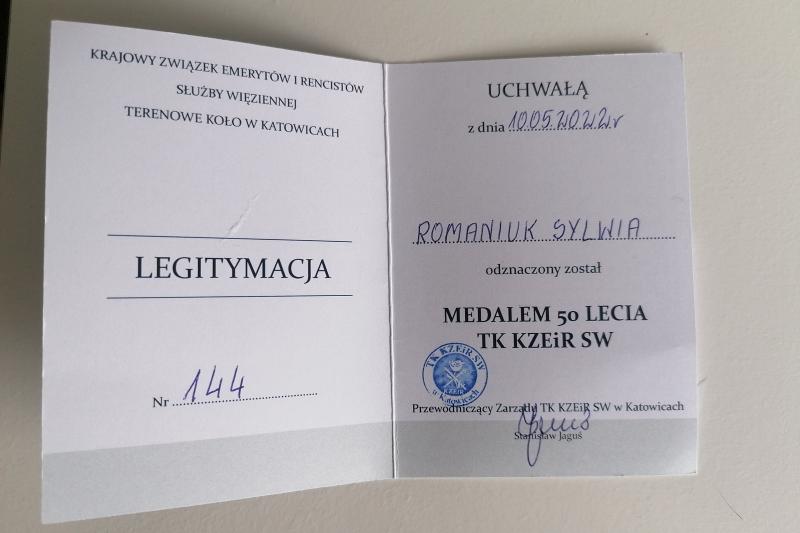 KRAJOWY ZWIĄZEK EMERYTÓW I RENCISTÓW
SŁUŻBY WIĘZIENNEJ
TERENOWE KOŁO W KATOWICACH
LEGITYMACJA
Nr 144
UCHWAŁĄ
z dnia 10.05.2022r
ROMANIUK SYLWIA
odznaczony został
MEDALEM 50 LECIA
TK KZEiR SW
TK KZEiR SW
KZEiR
w Katowicach
Przewodniczący Zarządu TK KZEiR SW w Katowicach
Stanisław Jaguś